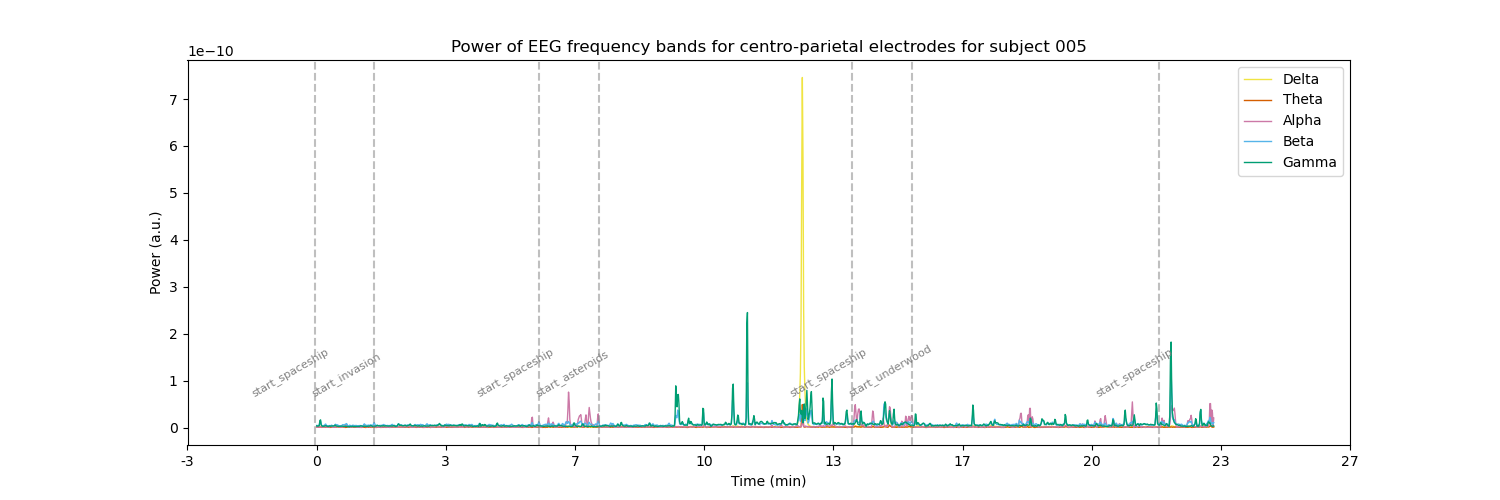 Power of EEG frequency bands for centro-parietal electrodes for subject 005
1e−10
Delta
Theta
Alpha
Beta
Gamma
7
6
5
4
3
2
1
0
Power (a.u.)
start_spaceship
start_invasion
start_spaceship
start_asteroids
start_spaceship
start_underwood
start_spaceship
-3 0 3 7 10 13 17 20 23 27
Time (min)